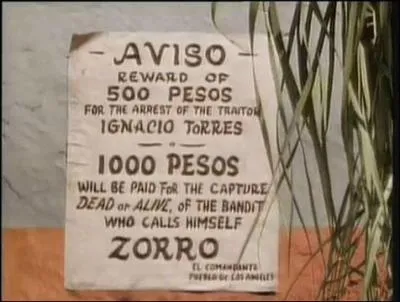 - AVISO -
REWARD OF
500 PESOS
FOR THE ARREST OF THE TRAITOR
IGNACIO TORRES
1000 PESOS
WILL BE PAID FOR THE CAPTURE
DEAD or ALIVE, OF THE BANDIT
WHO CALLS HIMSELF
ZORRO
EL COMANDANTE
PUEBLO DE LOS ANGELES